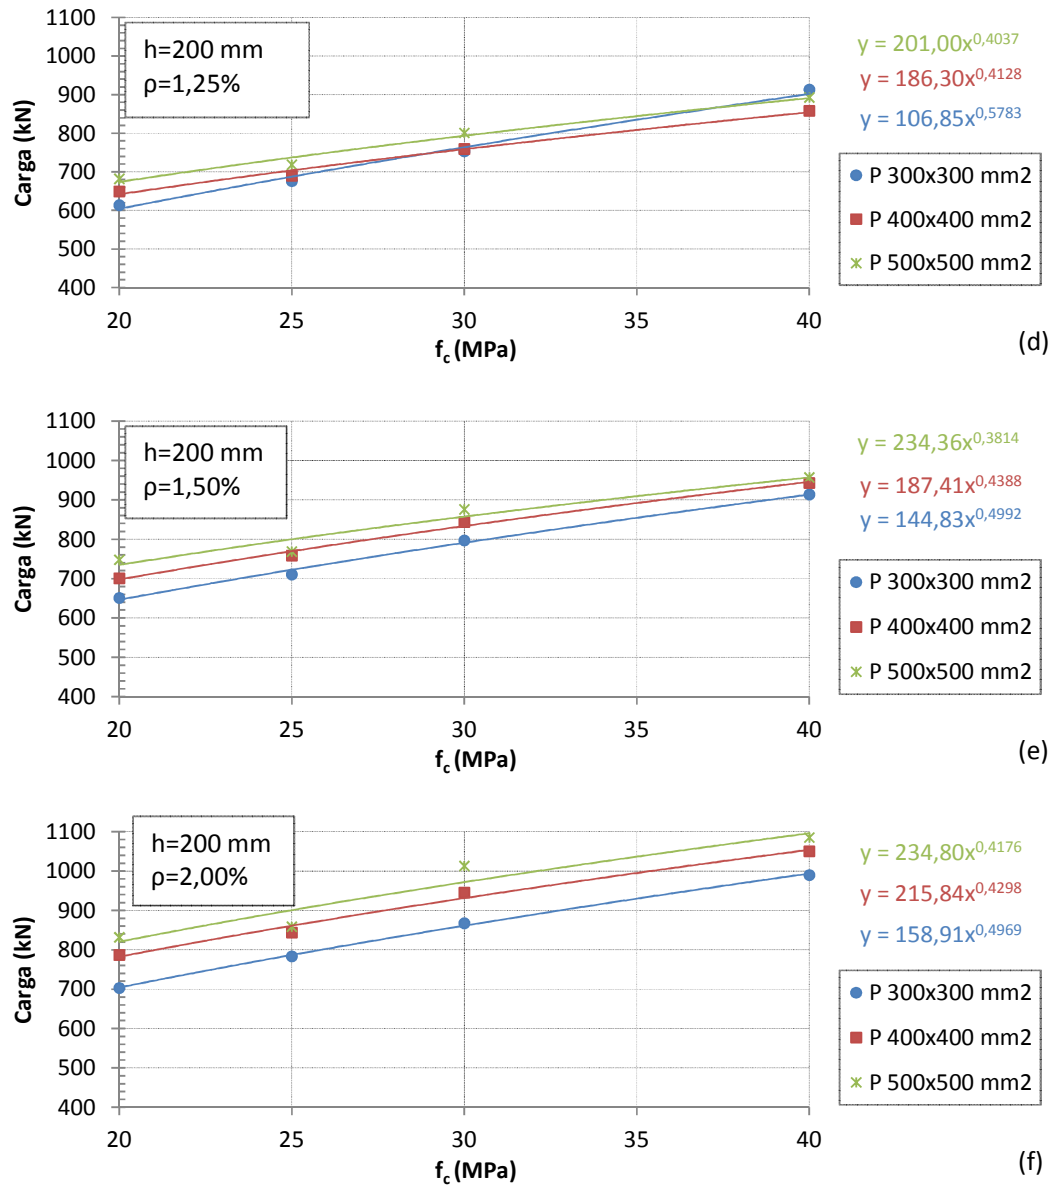 1100
1000
900
800
700
600
500
400
Carga (kN)
h=200 mm
ρ=1,25%
20
25
30
35
40
f_c (MPa)
y = 201,00x^0,4037
y = 186,30x^0,4128
y = 106,85x^0,5783
P 300x300 mm2
P 400x400 mm2
P 500x500 mm2
(d)
1100
1000
900
800
700
600
500
400
Carga (kN)
h=200 mm
ρ=1,50%
20
25
30
35
40
f_c (MPa)
y = 234,36x^0,3814
y = 187,41x^0,4388
y = 144,83x^0,4992
P 300x300 mm2
P 400x400 mm2
P 500x500 mm2
(e)
1100
1000
900
800
700
600
500
400
Carga (kN)
h=200 mm
ρ=2,00%
20
25
30
35
40
f_c (MPa)
y = 234,80x^0,4176
y = 215,84x^0,4298
y = 158,91x^0,4969
P 300x300 mm2
P 400x400 mm2
P 500x500 mm2
(f)